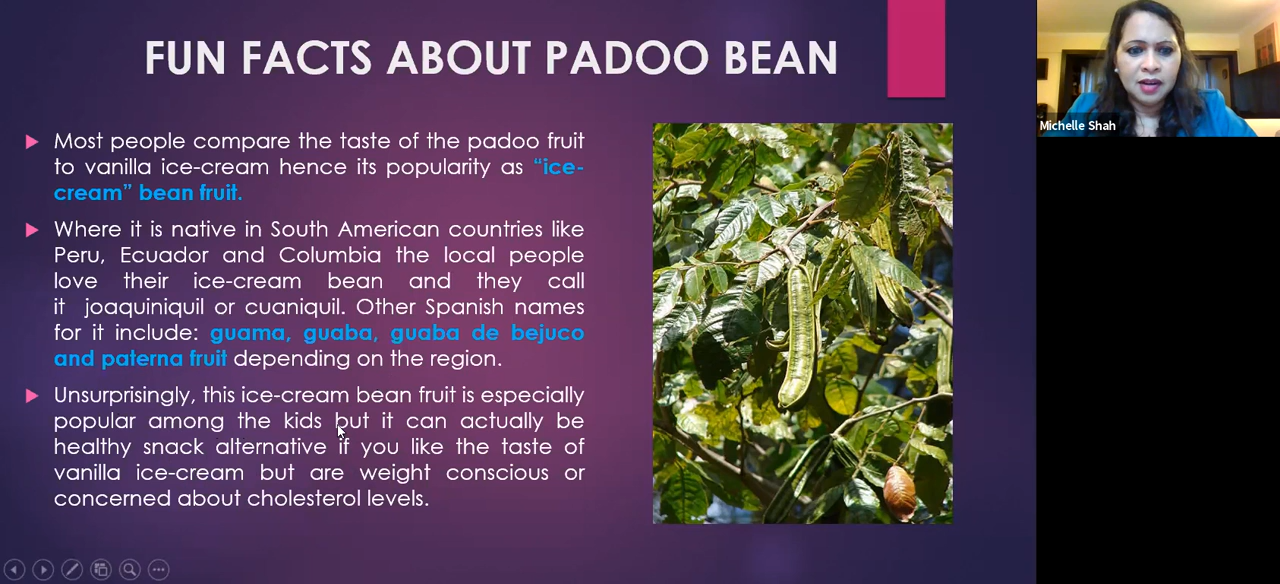 FUN FACTS ABOUT PADOO BEAN
Most people compare the taste of the padoo fruit
to vanilla ice-cream hence its popularity as “ice-
cream” bean fruit.
Where it is native in South American countries like
Peru, Ecuador and Columbia the local people
love their ice-cream bean and they call
it joaquiniquil or cuaniquil. Other Spanish names
for it include: guama, guaba, guaba de bejuco
and paterna fruit depending on the region.
Unsurprisingly, this ice-cream bean fruit is especially
popular among the kids but it can actually be
healthy snack alternative if you like the taste of
vanilla ice-cream but are weight conscious or
concerned about cholesterol levels.
Michelle Shah